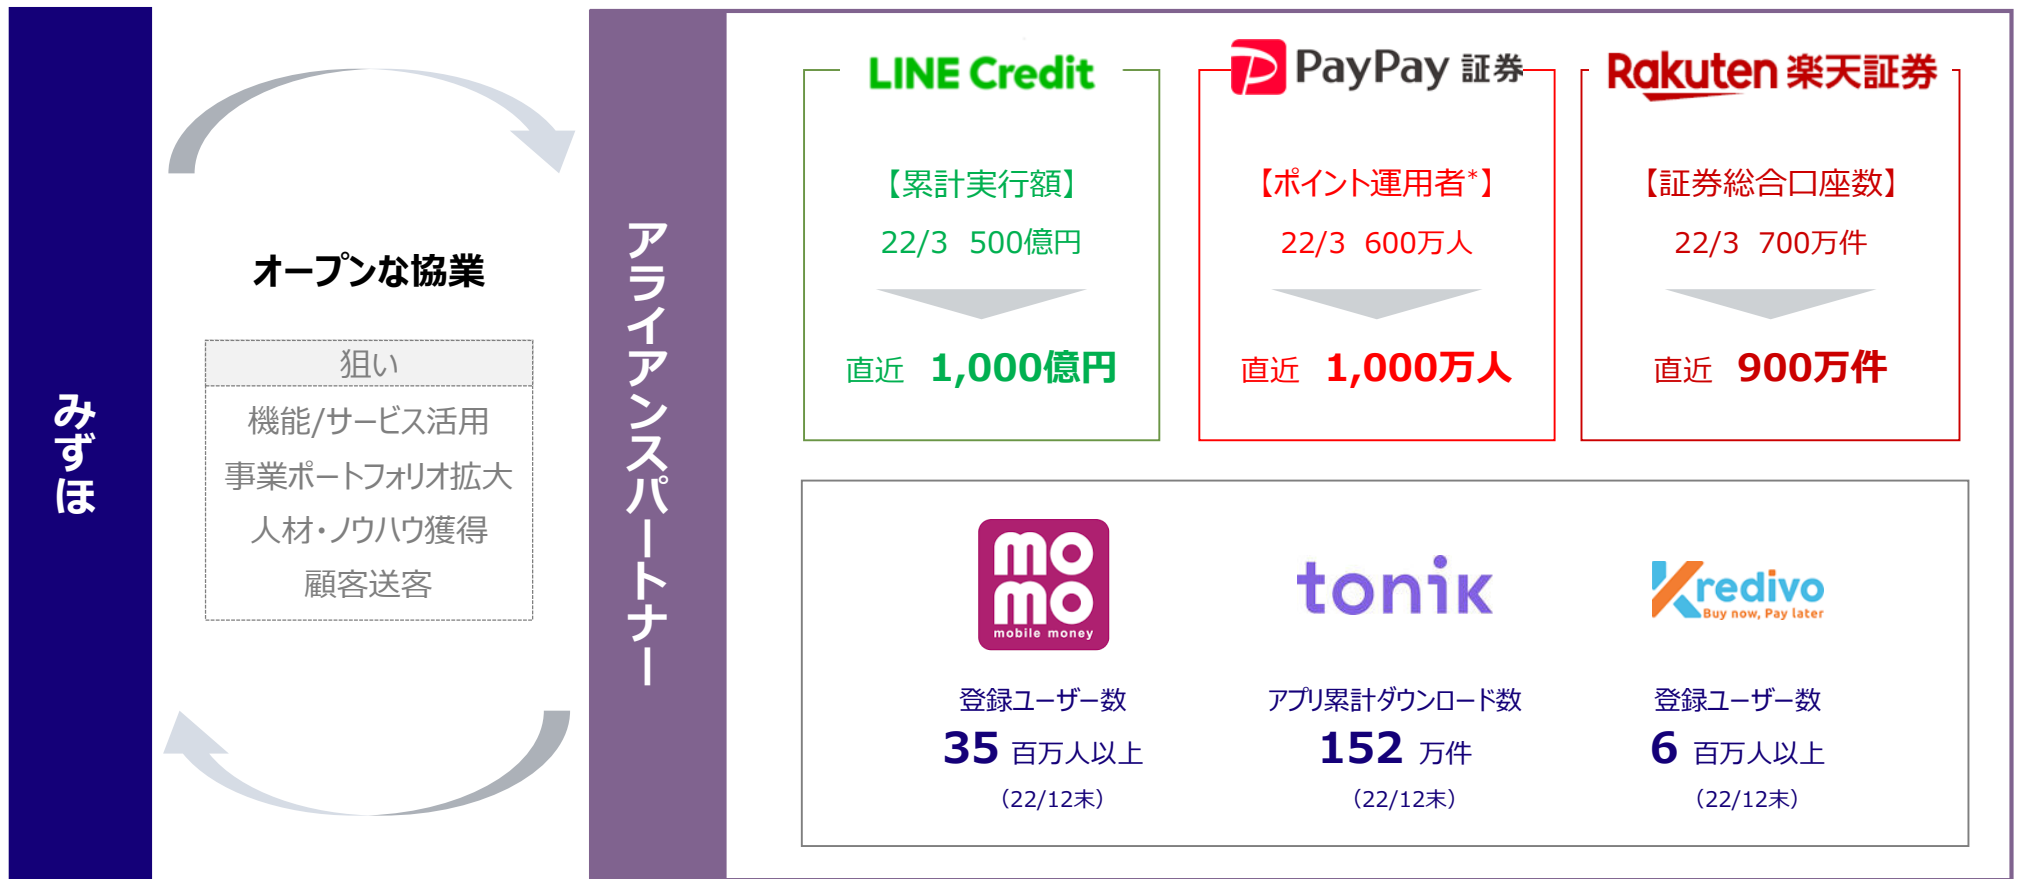 みずほ
オープンな協業
狙い
機能/サービス活用
事業ポートフォリオ拡大
人材・ノウハウ獲得
顧客送客
アライアンスパートナー
LINE Credit
【累計実行額】
22/3 500億円
直近 1,000億円
PayPay 証券
【ポイント運用者*】
22/3 600万人
直近 1,000万人
Rakuten 楽天証券
【証券総合口座数】
22/3 700万件
直近 900万件
mo
mo
mobile money
登録ユーザー数
35 百万人以上
（22/12末）
tonik
アプリ累計ダウンロード数
152 万件
（22/12末）
Kredivo
Buy now, Pay later
登録ユーザー数
6 百万人以上
（22/12末）